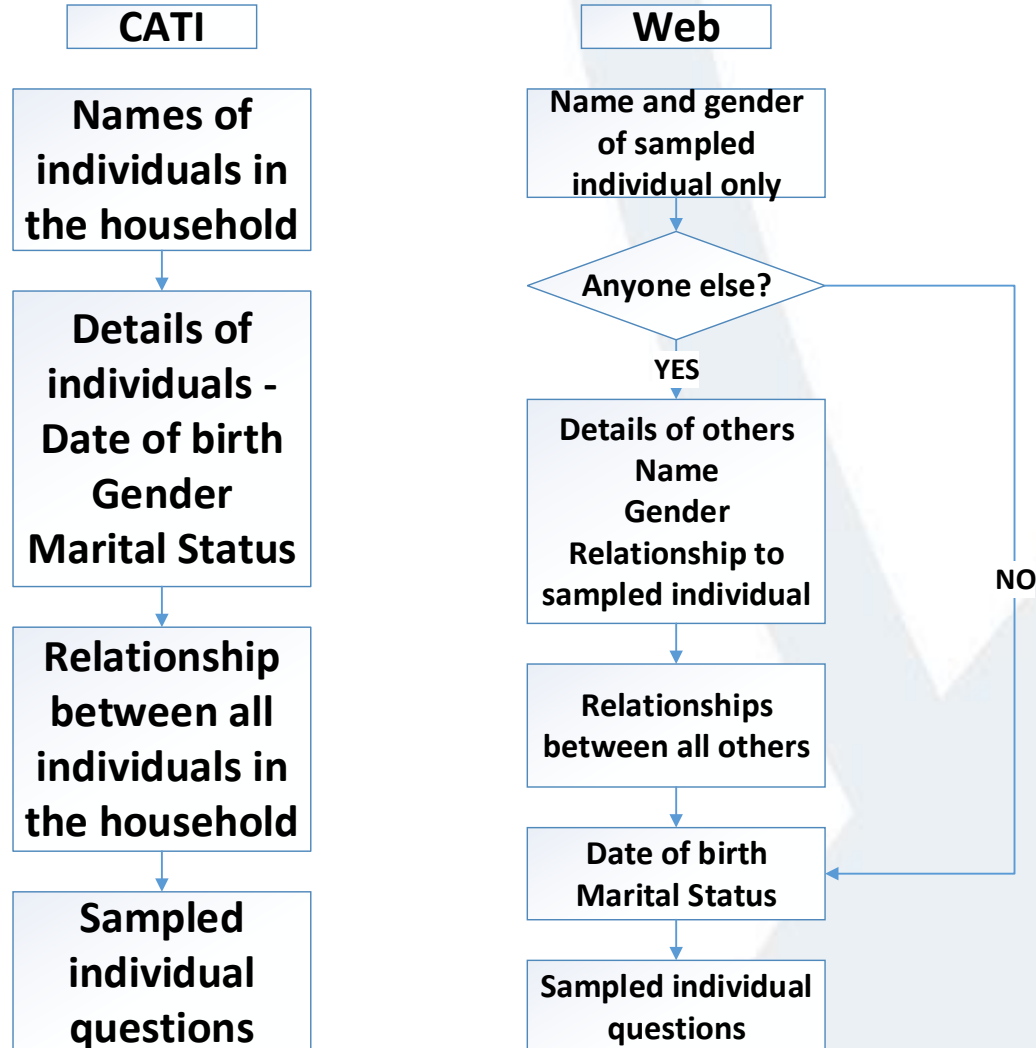 CATI
Names of
individuals in
the household
Details of
individuals -
Date of birth
Gender
Marital Status
Relationship
between all
individuals in
the household
Sampled
individual
questions
Web
Name and gender
of sampled
individual only
Anyone else?
YES
NO
Details of others
Name
Gender
Relationship to
sampled individual
Relationships
between all others
Date of birth
Marital Status
Sampled individual
questions